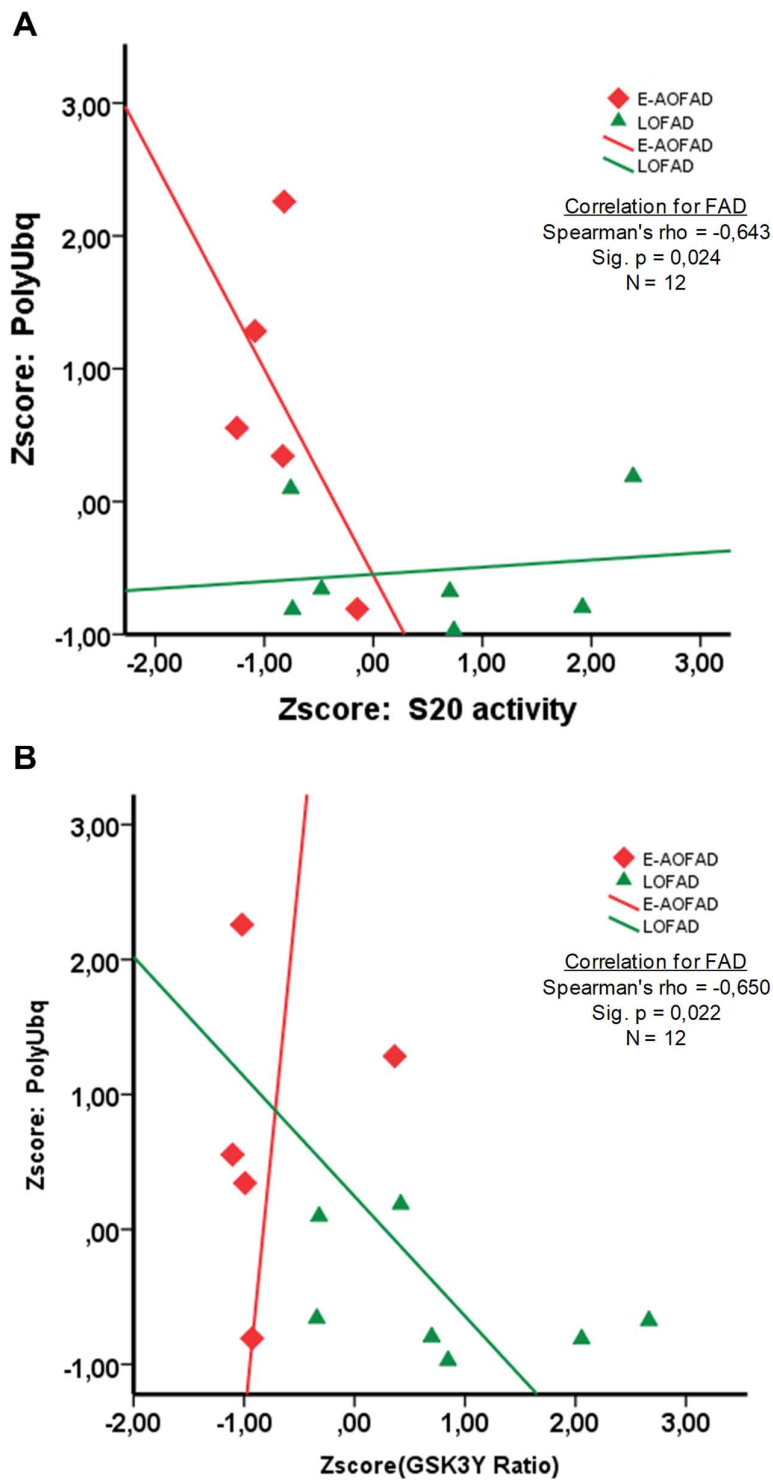 A
3,00
2,00
1,00
,00
-1,00
Zscore: PolyUbq
E-AOFAD
LOFAD
E-AOFAD
LOFAD
Correlation for FAD
Spearman's rho = -0,643
Sig. p = 0,024
N = 12
-2,00 -1,00 ,00 1,00 2,00 3,00
Zscore: S20 activity
B
3,00
2,00
1,00
,00
-1,00
Zscore: PolyUbq
E-AOFAD
LOFAD
E-AOFAD
LOFAD
Correlation for FAD
Spearman's rho = -0,650
Sig. p = 0,022
N = 12
-2,00 -1,00 ,00 1,00 2,00 3,00
Zscore(GSK3Y Ratio)